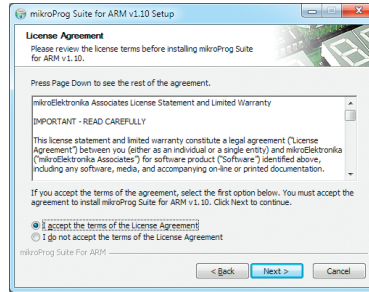 mikroProg Suite for ARM v1.10 Setup
License Agreement
Please review the license terms before installing mikroProg Suite
for ARM v1.10.
Press Page Down to see the rest of the agreement.
mikroElektronika Associates License Statement and Limited Warranty
IMPORTANT - READ CAREFULLY
This license statement and limited warranty constitute a legal agreement ("License
Agreement") between you (either as an individual or a single entity) and mikroElektronika
("mikroElektronika Associates") for software product ("Software") identified above,
including any software, media, and accompanying on-line or printed documentation.
If you accept the terms of the agreement, select the first option below. You must accept the
agreement to install mikroProg Suite for ARM v1.10. Click Next to continue.
I accept the terms of the License Agreement
I do not accept the terms of the License Agreement
mikroProg Suite For ARM
< Back
Next >
Cancel